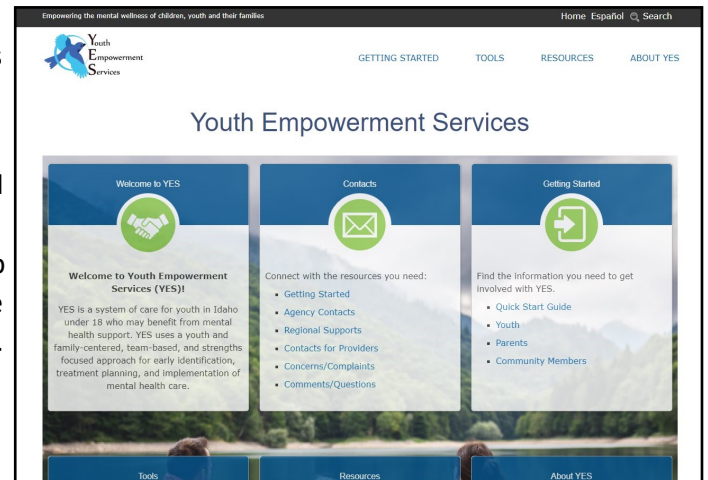 Empowering the mental wellness of children, youth and their families
Home Español Search
Youth
Empowerment
Services
GETTING STARTED TOOLS RESOURCES ABOUT YES
Youth Empowerment Services
Welcome to YES
Welcome to Youth Empowerment
Services (YES)!
YES is a system of care for youth in Idaho
under 18 who may benefit from mental
health support. YES uses a youth and
family-centered, team-based, and strengths
focused approach for early identification,
treatment planning, and implementation of
mental health care.
Contacts
Connect with the resources you need:
Getting Started
Agency Contacts
Regional Supports
Contacts for Providers
Concerns/Complaints
Comments/Questions
Getting Started
Find the information you need to get
involved with YES.
Quick Start Guide
Youth
Parents
Community Members
Tools
Resources
About YES